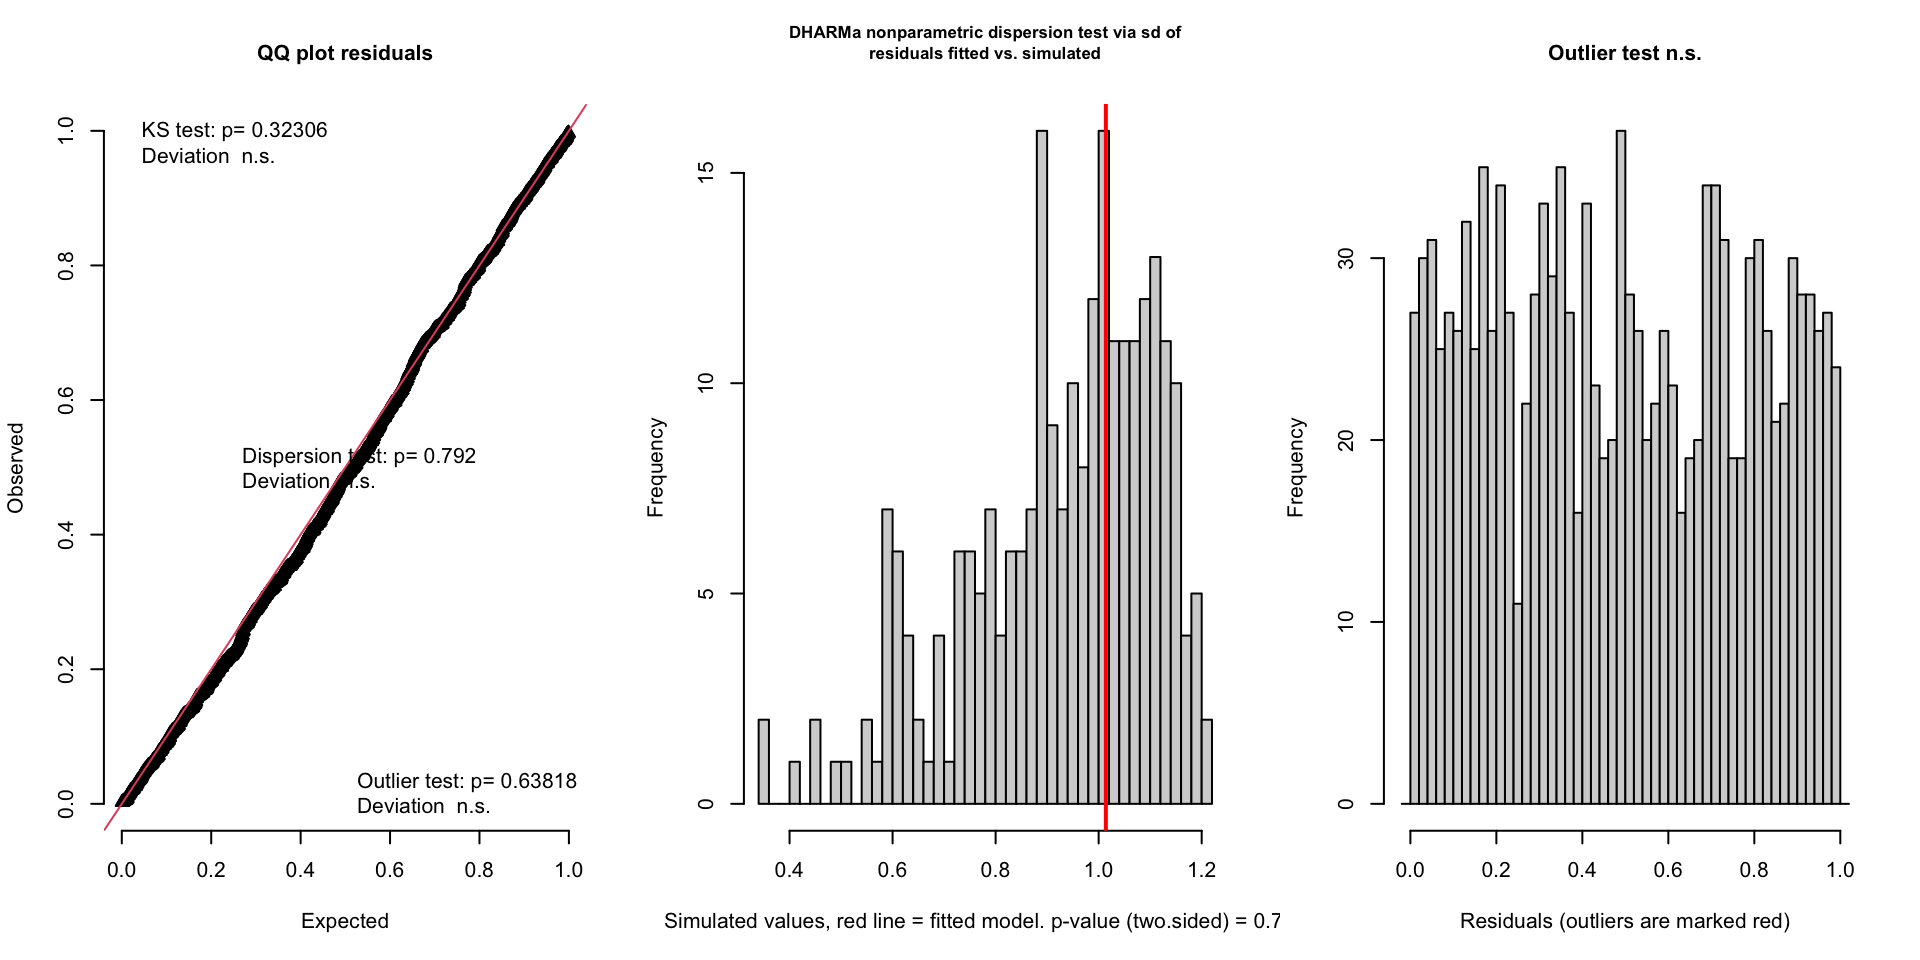 QQ plot residuals
KS test: p= 0.32306
Deviation  n.s.
Dispersion test: p= 0.792
Deviation  n.s.
Outlier test: p= 0.63818
Deviation  n.s.
Observed
0.0 0.2 0.4 0.6 0.8 1.0
0.0 0.2 0.4 0.6 0.8 1.0
Expected
DHARMa nonparametric dispersion test via sd of
residuals fitted vs. simulated
Frequency
0 5 10 15
0.4 0.6 0.8 1.0 1.2
Simulated values, red line = fitted model. p-value (two.sided) = 0.7
Outlier test n.s.
Frequency
0 10 20 30
0.0 0.2 0.4 0.6 0.8 1.0
Residuals (outliers are marked red)